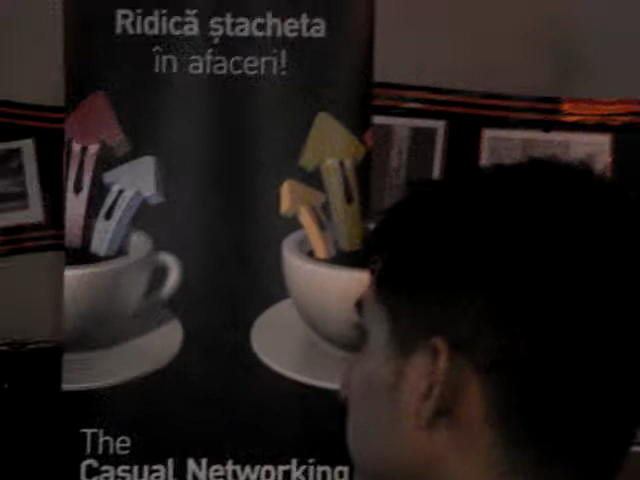 Ridică ștacheta
în afaceri!
The
Casual Networking